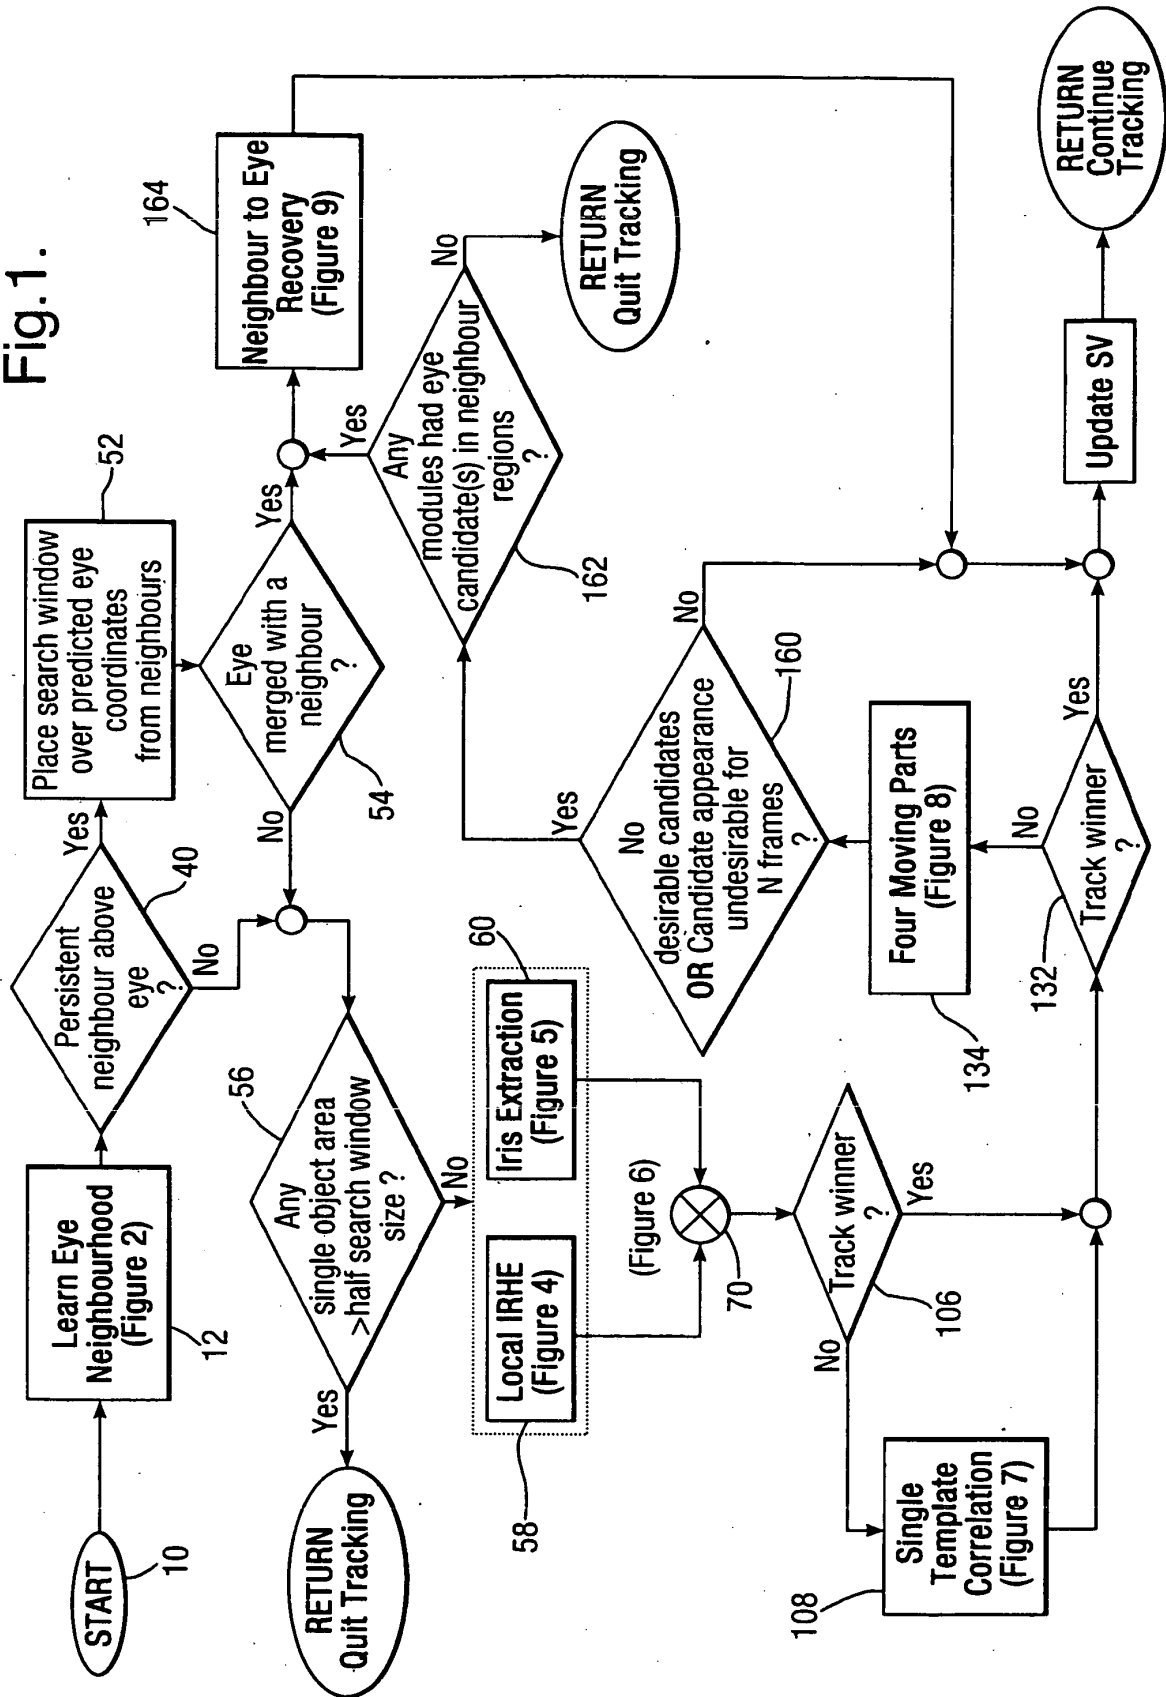 Fig.1.
START
10
Learn Eye
Neighbourhood
(Figure 2)
12
Persistent
neighbour above
eye
?
40
Yes
No
Place search window
over predicted eye
coordinates
from neighbours
52
Eye
merged with a
neighbour
?
54
No
Yes
Neighbour to Eye
Recovery
(Figure 9)
164
RETURN
Quit Tracking
Yes
Any
single object area
>half search window
size ?
56
No
Local IRHE
(Figure 4)
58
Iris Extraction
(Figure 5)
60
(Figure 6)
70
Any
modules had eye
candidate(s) in neighbour
regions
?
162
Yes
No
RETURN
Quit Tracking
No
desirable candidates
OR Candidate appearance
undesirable for
N frames
?
160
Yes
No
Track winner
?
106
No
Yes
Single
Template
Correlation
(Figure 7)
108
Four Moving Parts
(Figure 8)
134
Track winner
?
132
No
Yes
Update SV
RETURN
Continue
Tracking